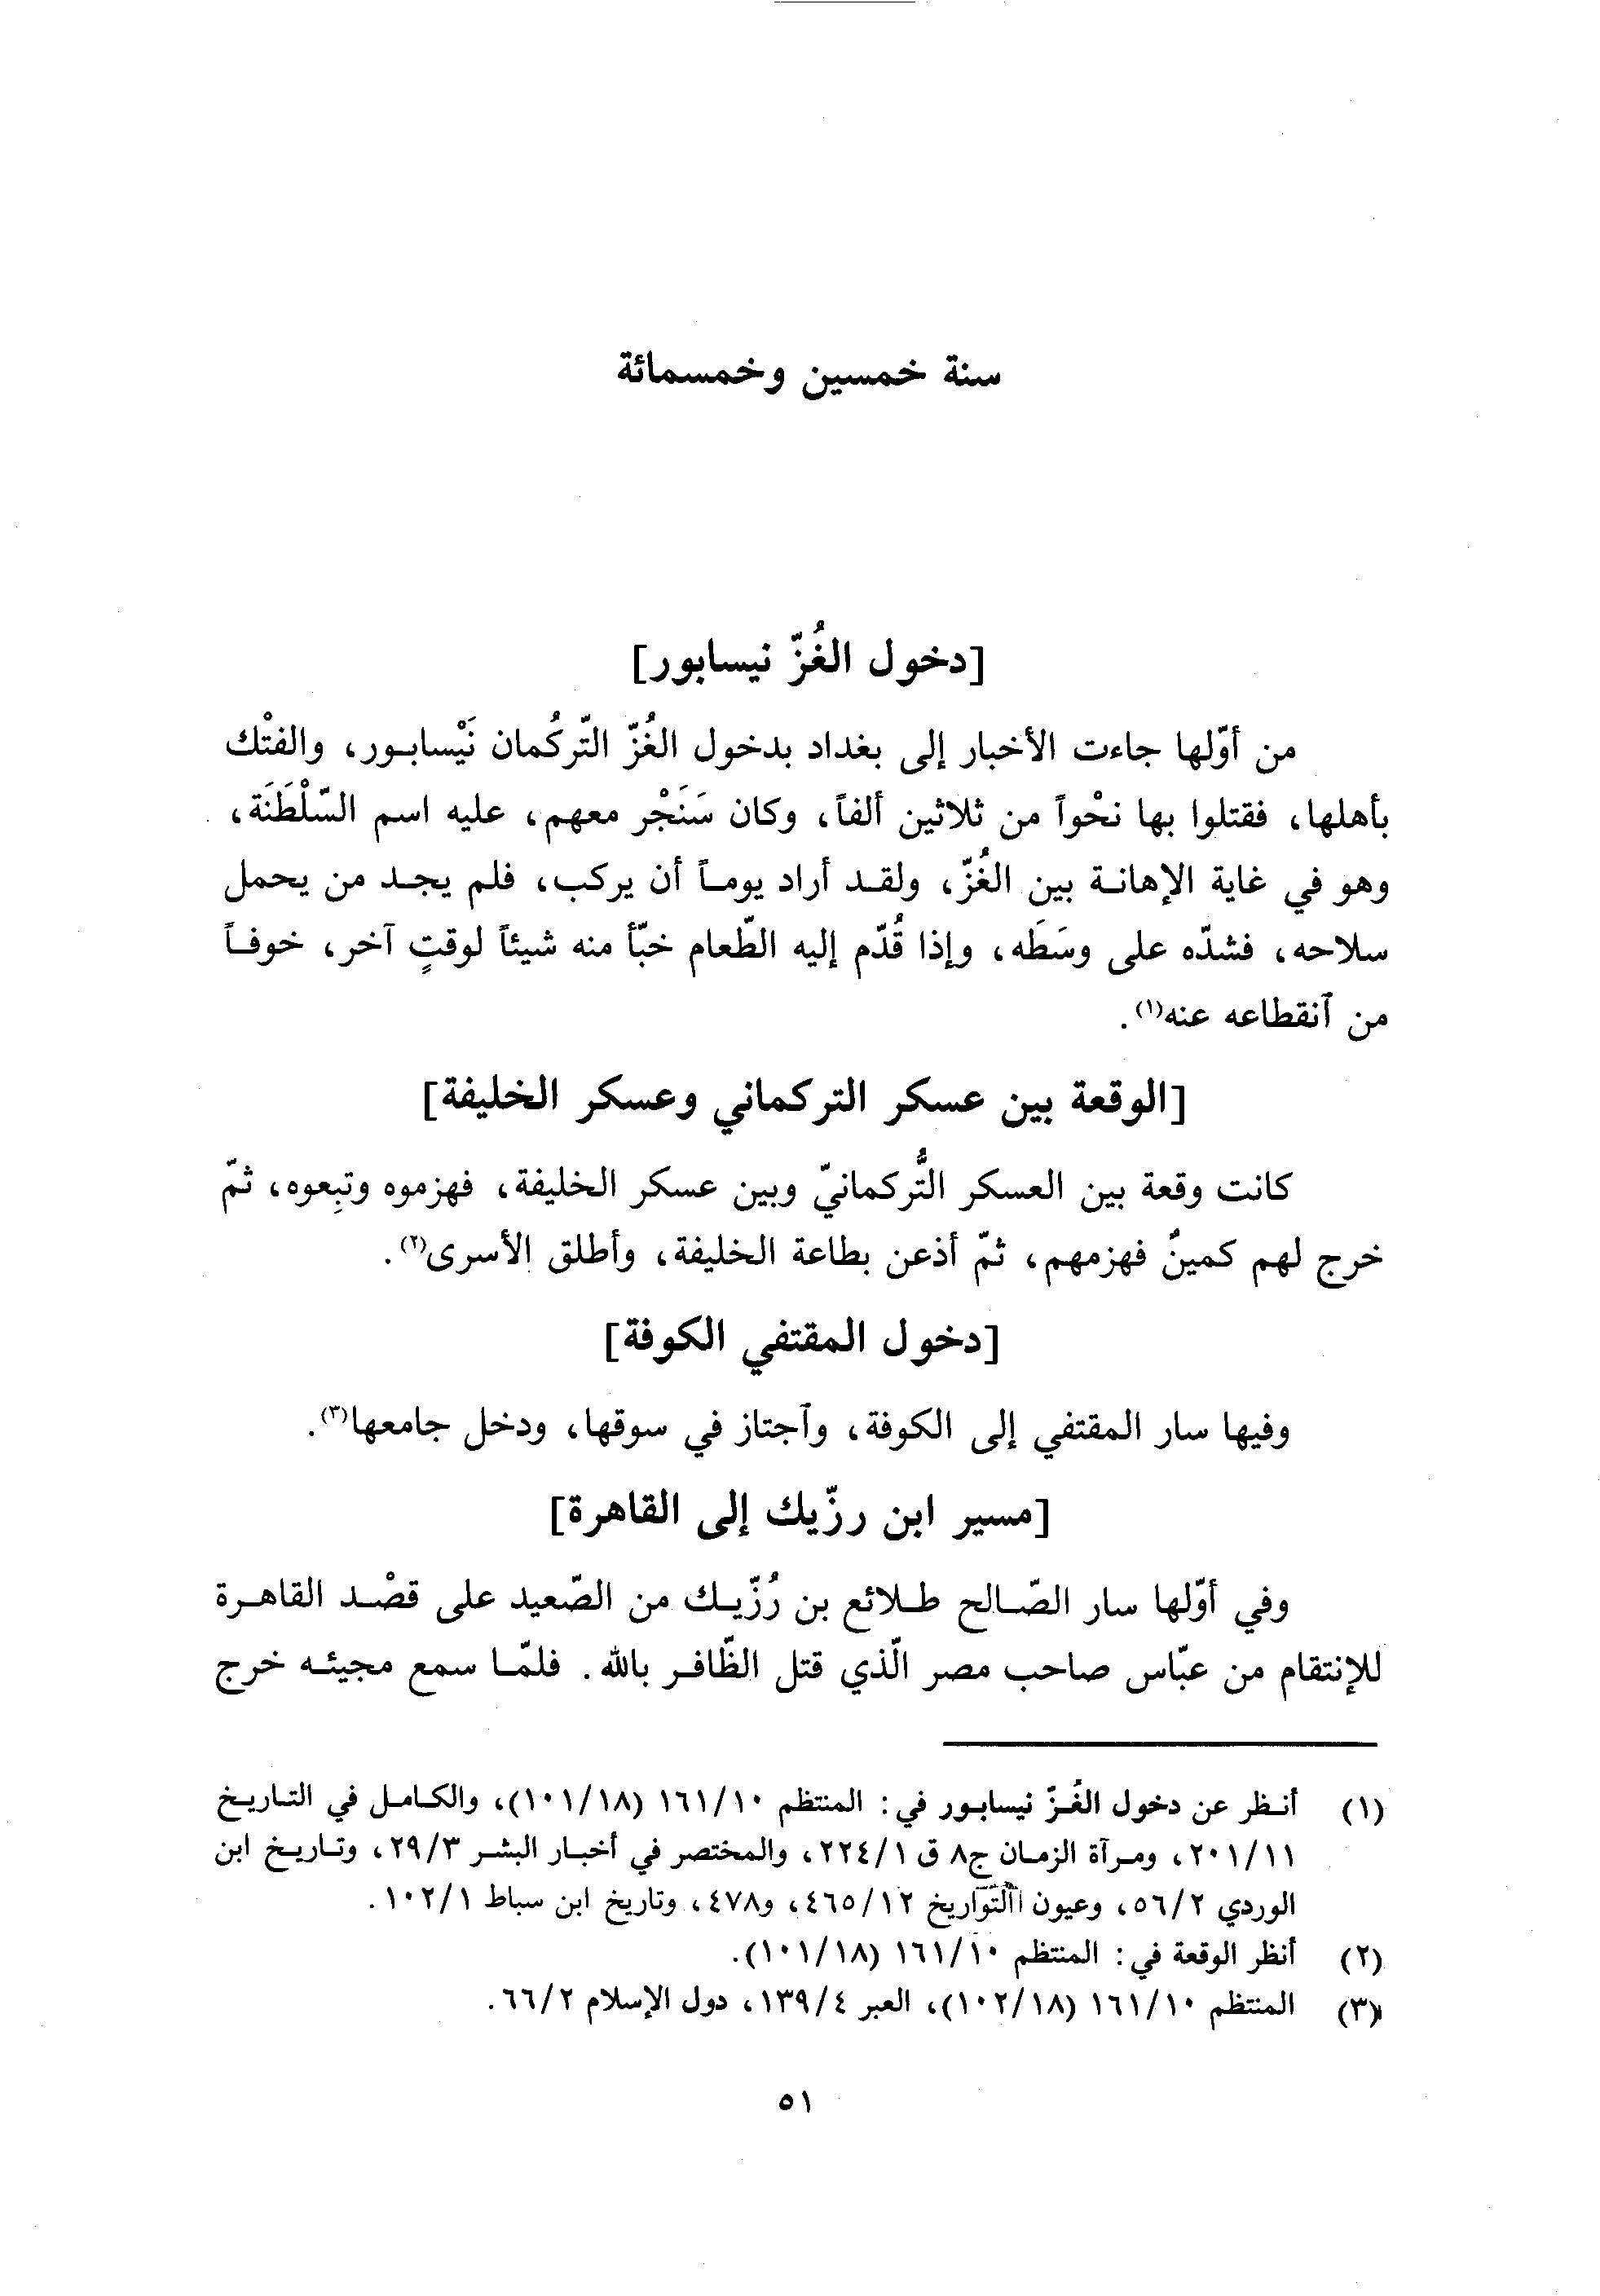 سنة خمسين وخمسمائة
[دخول الغُزّ نيسابور]
من أوّلها جاءت الأخبار إلى بغداد بدخول الغُزّ التّركُمان نَيْسابور، والفتْك
بأهلها، فقتلوا بها نحْواً من ثلاثين ألفاً، وكان سَنَنْجر معهم، عليه اسم السّلْطَنَة،
وهو في غاية الإهانة بين الغُزّ، ولقد أراد يوماً أن يركب، فلم يجد من يحمل
سلاحه، فشدّه على وسَطَه، وإذا قُدّم إليه الطّعام خبّأ منه شيئاً لوقتٍ آخر، خوفاً
من آنقطاعه عنه(١).
[الوقعة بين عسكر التركماني وعسكر الخليفة]
كانت وقعة بين العسكر التُّركمانيّ وبين عسكر الخليفة، فهزموه وتبِعوه، ثمّ
خرج لهم كمينٌ فهزمهم، ثمّ أذعن بطاعة الخليفة، وأطلق الأسرى(٢).
[دخول المقتفي الكوفة]
وفيها سار المقتفي إلى الكوفة، وآجتاز في سوقها، ودخل جامعها(٣).
[مسير ابن رزّيك إلى القاهرة]
وفي أوّلها سار الصّالح طلائع بن رُزّيك من الصّعيد على قصْد القاهرة
للإنتقام من عبّاس صاحب مصر الّذي قتل الظّافر بالله. فلمّا سمع مجيئه خرج
(١) أنظر عن دخول الغُزّ نيسابور في: المنتظم ١٦١/١٠ (١٠١/١٨)، والكامل في التاريخ
٢٠١/١١، ومرآة الزمان ج٨ ق ٢٢٤/١، والمختصر في أخبار البشر ٢٩/٣، وتاريخ ابن
الوردي ٥٦/٢، وعيون التواريخ ٤٦٥/١٢، و٤٧٨، وتاريخ ابن سباط ١٠٢/١.
(٢) أنظر الوقعة في: المنتظم ١٦١/١٠ (١٠١/١٨).
(٣) المنتظم ١٦١/١٠ (١٠٢/١٨)، العبر ١٣٩/٤، دول الإسلام ٦٦/٢.
٥١